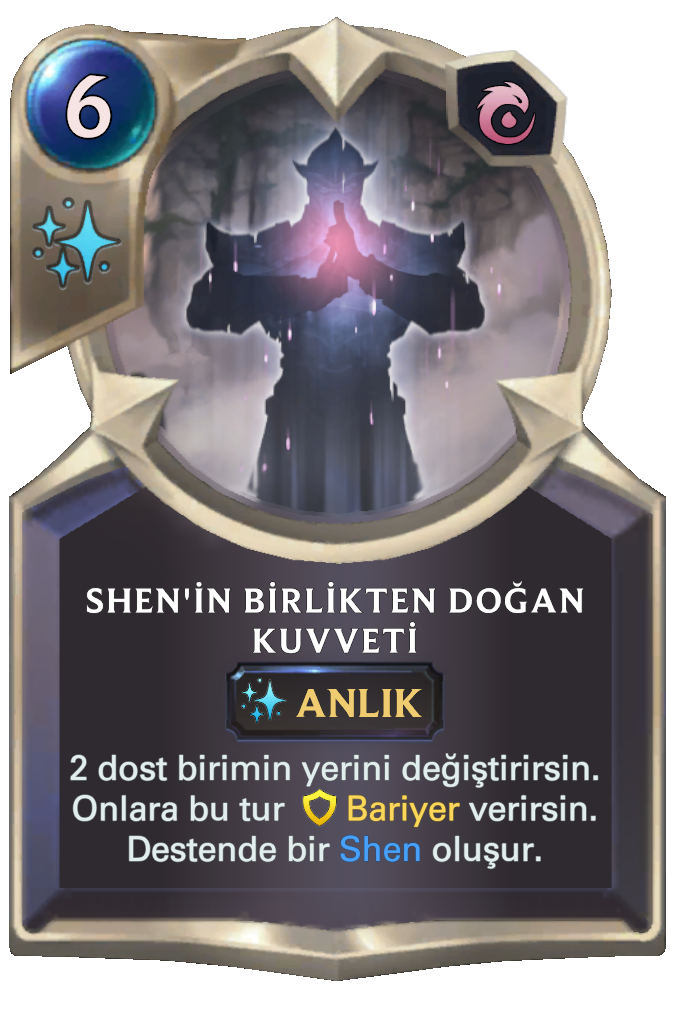 6
SHEN'İN BİRLİKTEN DOĞAN
KUVVETİ
ANLIK
2 dost birimin yerini değiştirirsin.
Onlara bu tur Bariyer verirsin.
Destende bir Shen oluşur.